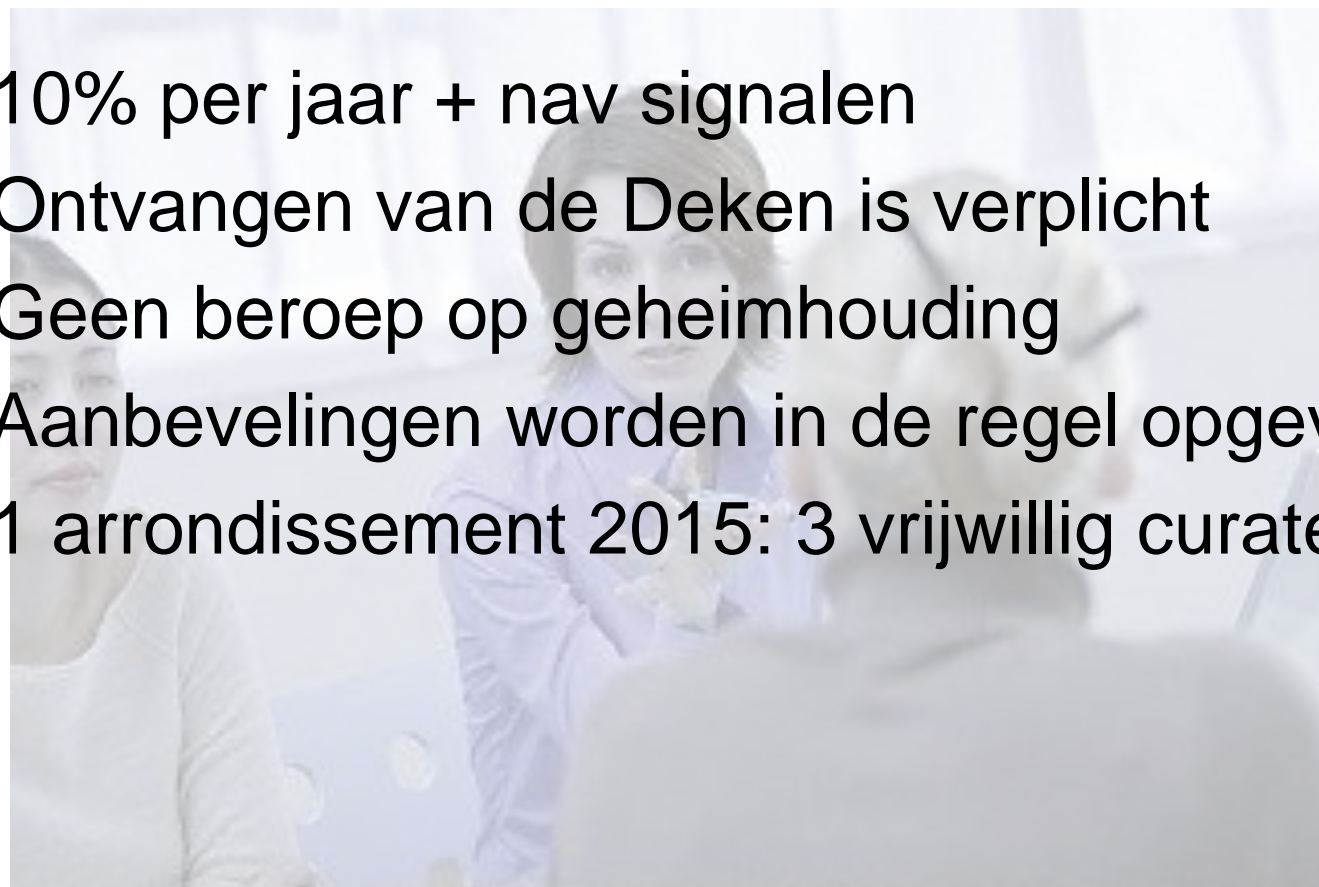 10% per jaar + nav signalen
Ontvangen van de Deken is verplicht
Geen beroep op geheimhouding
Aanbevelingen worden in de regel
1 arrondissement 2015: 3 vrijwillig